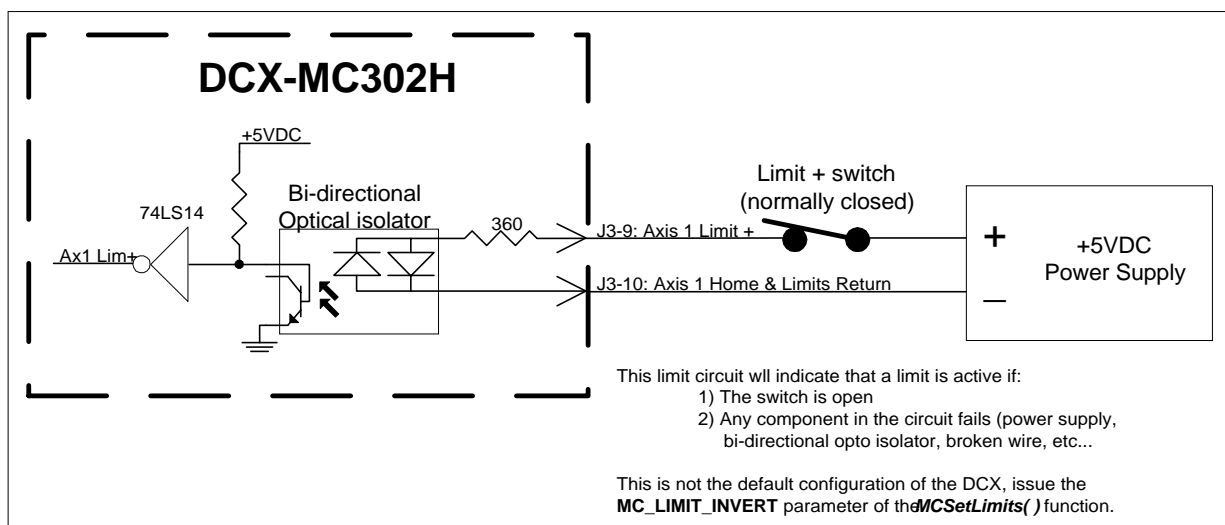 DCX-MC302H
+5VDC
Bi-directional
Optical isolator
74LS14
360
Ax1 Lim+
Limit + switch
(normally closed)
J3-9: Axis 1 Limit +
J3-10: Axis 1 Home & Limits Return
+
–
+5VDC
Power Supply
This limit circuit wll indicate that a limit is active if:
1) The switch is open
2) Any component in the circuit fails (power supply,
bi-directional opto isolator, broken wire, etc...
This is not the default configuration of the DCX, issue the
MC_LIMIT_INVERT parameter of the MCSetLimits( ) function.